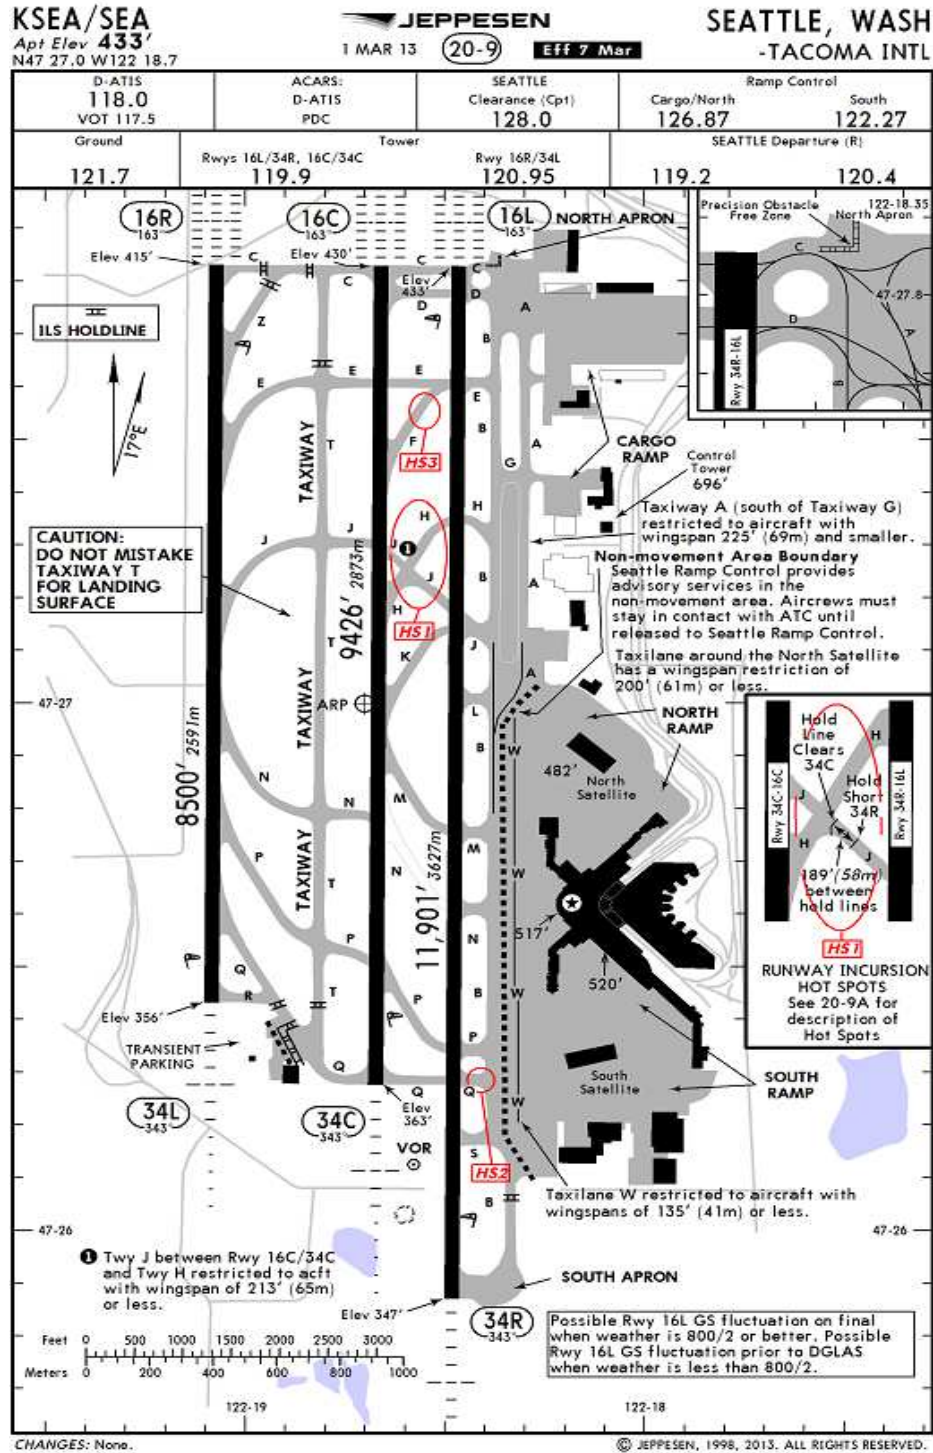 KSEA/SEA
Apt Elev 433'
N47 27.0 W122 18.7
JEPPESEN
1 MAR 13
20-9
Eff 7 Mar
SEATTLE, WASH
-TACOMA INTL
D-ATIS
118.0
VOT 117.5
ACARS:
D-ATIS
PDC
SEATTLE
Clearance (Cpt)
128.0
Ramp Control
Cargo/North
126.87
South
122.27
Ground
121.7
Tower
Rwys 16L/34R, 16C/34C
119.9
Rwy 16R/34L
120.95
SEATTLE Departure (R)
119.2
120.4
16R
163°
16C
163°
16L
163°
NORTH APRON
Elev 415'
Elev 430'
Elev
433'
Precision Obstacle
Free Zone
122-18.35
North Apron
47-27.8
C
D
A
B
Rwy 34R-16L
ILS HOLDLINE
17°E
C
C
C
C
D
D
A
B
Z
E
E
E
E
B
F
HS3
TAXIWAY
T
A
G
CARGO
RAMP
Control
Tower
696'
H
H
Taxiway A (south of Taxiway G)
restricted to aircraft with
wingspan 225' (69m) and smaller.
CAUTION:
DO NOT MISTAKE
TAXIWAY T
FOR LANDING
SURFACE
J
J
J
1
J
H
HS1
B
A
Non-movement Area Boundary
Seattle Ramp Control provides
advisory services in the
non-movement area. Aircrews must
stay in contact with ATC until
released to Seattle Ramp Control.
9426' 2873m
T
K
J
A
Taxilane around the North Satellite
has a wingspan restriction of
200' (61m) or less.
47-27
TAXIWAY
ARP
L
B
W
NORTH
RAMP
482'
North
Satellite
8500' 2591m
N
N
M
M
P
TAXIWAY
T
N
11,901' 3627m
W
517'
N
P
520'
Q
R
T
P
B
W
P
Elev 356'
TRANSIENT
PARKING
Q
Q
Q
South
Satellite
SOUTH
RAMP
W
34L
343°
34C
343°
Elev
363'
VOR
S
HS2
B
Hold
Line
Clears
34C
H
Hold
Short
34R
J
H
J
Rwy 34C-16C
Rwy 34R-16L
189' (58m)
between
hold lines
HS1
RUNWAY INCURSION
HOT SPOTS
See 20-9A for
description of
Hot Spots
Taxilane W restricted to aircraft with
wingspans of 135' (41m) or less.
47-26
47-26
1 Twy J between Rwy 16C/34C
and Twy H restricted to acft
with wingspan of 213' (65m)
or less.
SOUTH APRON
Elev 347'
34R
343°
Possible Rwy 16L GS fluctuation on final
when weather is 800/2 or better. Possible
Rwy 16L GS fluctuation prior to DGLAS
when weather is less than 800/2.
Feet 0 500 1000 1500 2000 2500 3000
Meters 0 200 400 600 800 1000
122-19
122-18
CHANGES: None.
© JEPPESEN, 1998, 2013. ALL RIGHTS RESERVED.